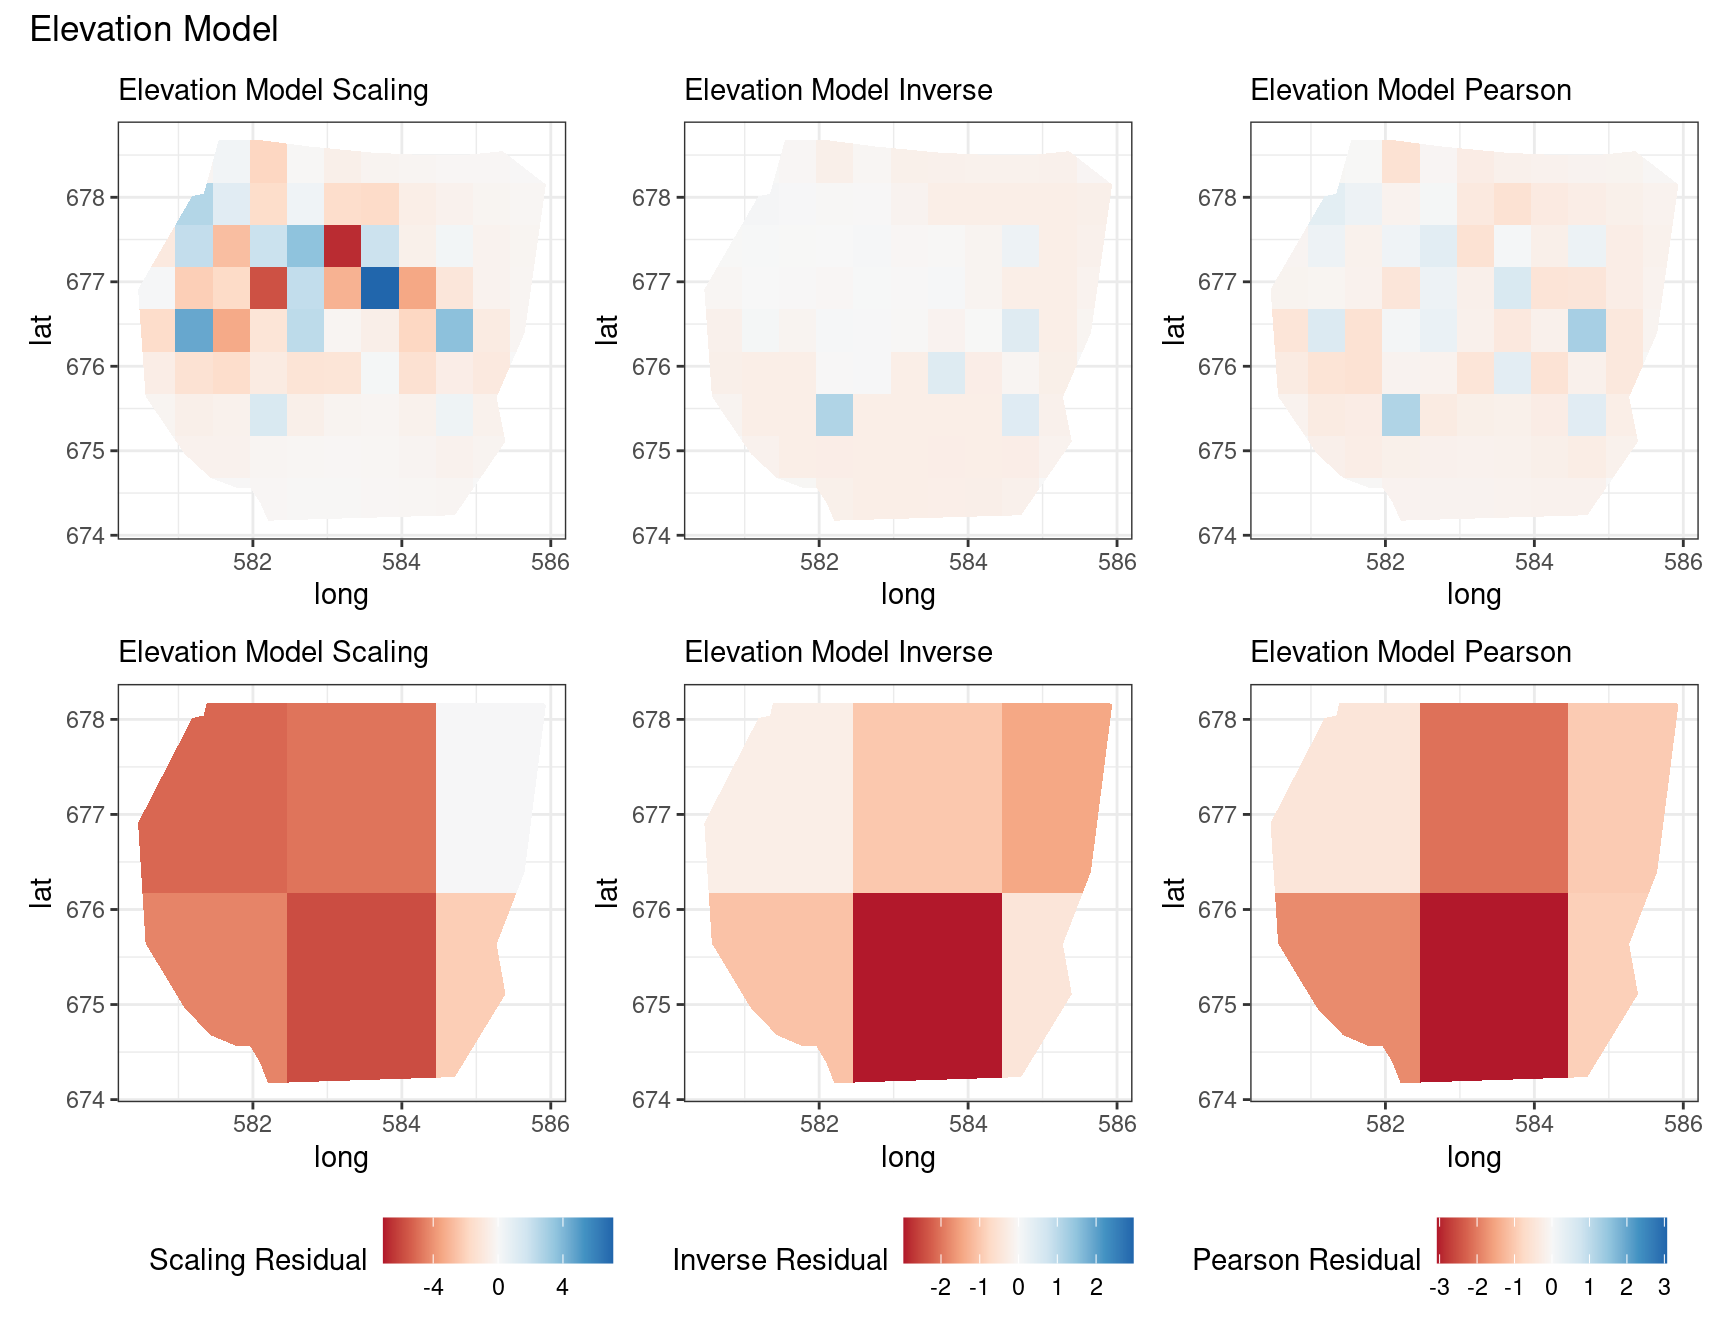 Elevation Model
Elevation Model Scaling
Elevation Model Inverse
Elevation Model Pearson
678
677
676
675
674
lat
582
584
586
long
678
677
676
675
674
lat
582
584
586
long
678
677
676
675
674
lat
582
584
586
long
Elevation Model Scaling
Elevation Model Inverse
Elevation Model Pearson
678
677
676
675
674
lat
582
584
586
long
678
677
676
675
674
lat
582
584
586
long
678
677
676
675
674
lat
582
584
586
long
Scaling Residual
-4 0 4
Inverse Residual
-2 -1 0 1 2
Pearson Residual
-3 -2 -1 0 1 2 3